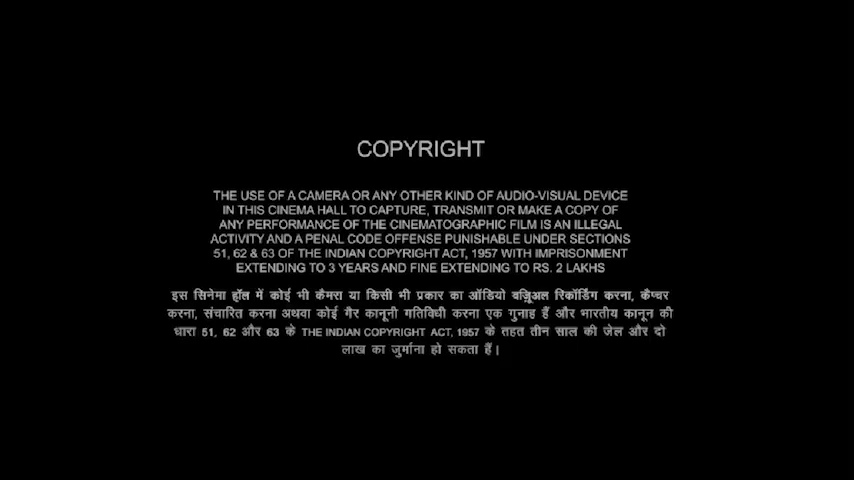 COPYRIGHT
THE USE OF A CAMERA OR ANY OTHER KIND OF AUDIO-VISUAL DEVICE
IN THIS CINEMA HALL TO CAPTURE, TRANSMIT OR MAKE A COPY OF
ANY PERFORMANCE OF THE CINEMATOGRAPHIC FILM IS AN ILLEGAL
ACTIVITY AND A PENAL CODE OFFENSE PUNISHABLE UNDER SECTIONS
51, 62 & 63 OF THE INDIAN COPYRIGHT ACT, 1957 WITH IMPRISONMENT
EXTENDING TO 3 YEARS AND FINE EXTENDING TO RS. 2 LAKHS
इस सिनेमा हॉल में कोई भी कैमरा या किसी भी प्रकार का ऑडियो वज़िुअल रिकॉर्डिंग करना, कैप्चर
करना, संचारित करना अथवा कोई गैर कानूनी गतिविधी करना एक गुनाह हैं और भारतीय कानून की
धारा 51, 62 और 63 के THE INDIAN COPYRIGHT ACT, 1957 के तहत तीन साल की जेल और दो
लाख का जुर्माना हो सकता हैं।